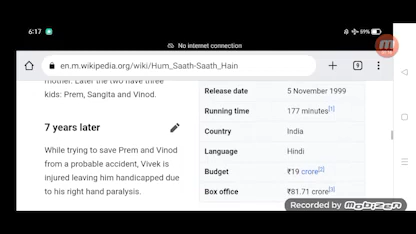 6:17
59%
No internet connection
en.m.wikipedia.org/wiki/Hum_Saath-Saath_Hain
9
mother. Later the two have three
kids: Prem, Sangita and Vinod.
7 years later
While trying to save Prem and Vinod
from a probable accident, Vivek is
injured leaving him handicapped due
to his right hand paralysis.
Release date 5 November 1999
Running time 177 minutes[1]
Country India
Language Hindi
Budget ₹19 crore[2]
Box office ₹81.71 crore[3]
Recorded by MOBIZEN